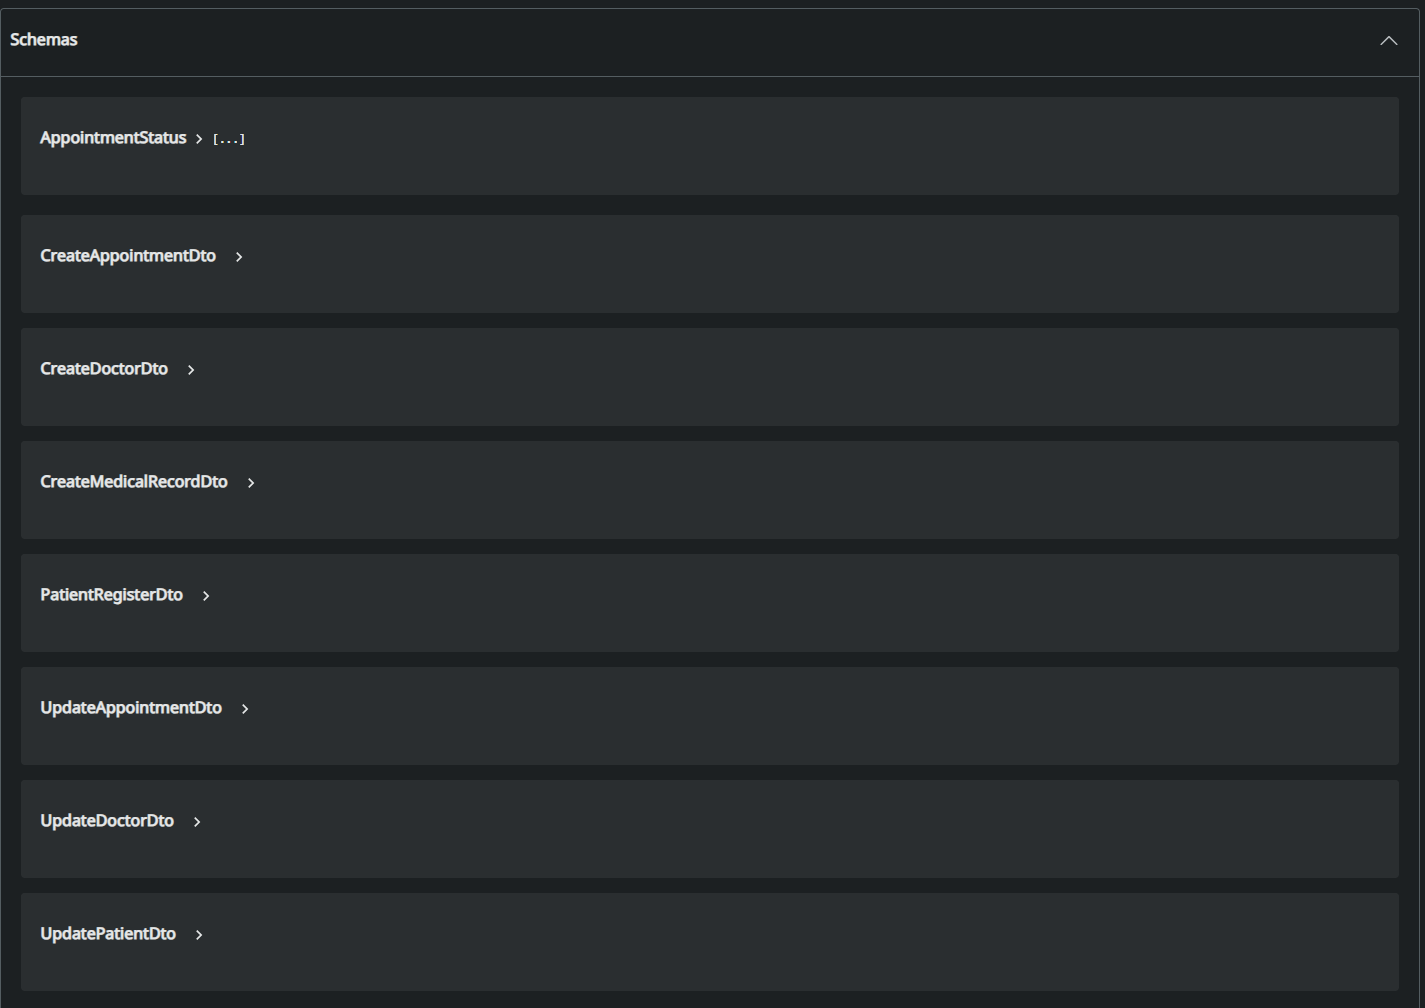 Schemas
AppointmentStatus > [...]
CreateAppointmentDto >
CreateDoctorDto >
CreateMedicalRecordDto >
PatientRegisterDto >
UpdateAppointmentDto >
UpdateDoctorDto >
UpdatePatientDto >